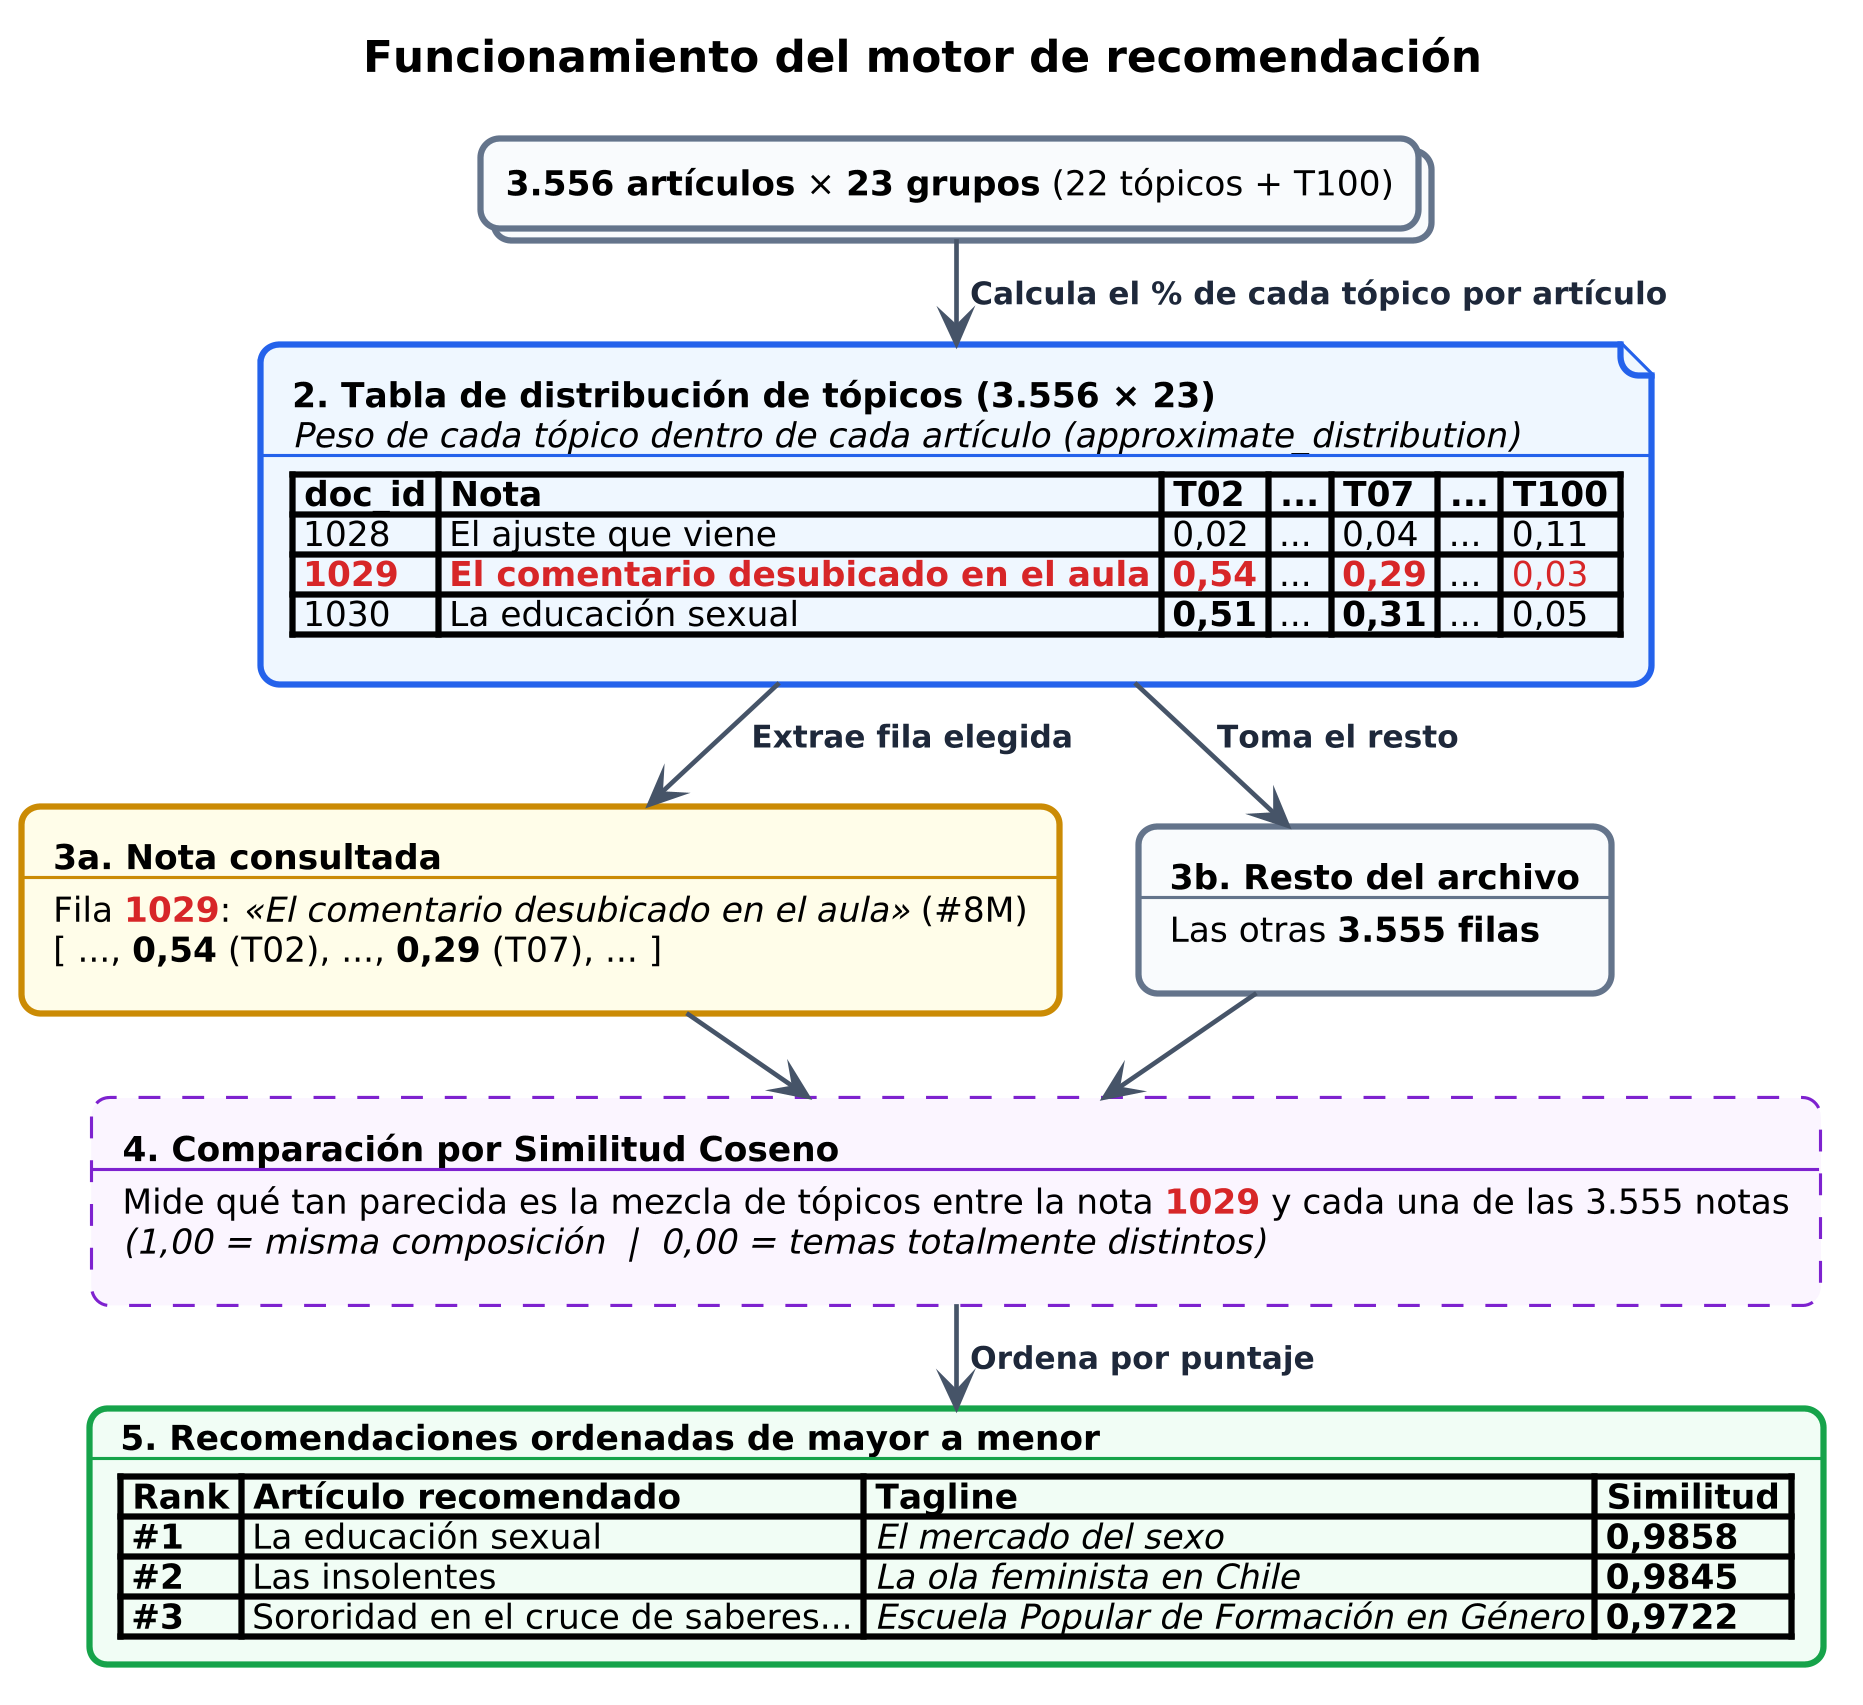 Funcionamiento del motor de recomendación
3.556 artículos × 23 grupos (22 tópicos + T100)
Calcula el % de cada tópico por artículo
2. Tabla de distribución de tópicos (3.556 × 23)
Peso de cada tópico dentro de cada artículo (approximate_distribution)
doc_id Nota T02 ... T07 ... T100
1028 El ajuste que viene 0,02 ... 0,04 ... 0,11
1029 El comentario desubicado en el aula 0,54 ... 0,29 ... 0,03
1030 La educación sexual 0,51 ... 0,31 ... 0,05
Extrae fila elegida
Toma el resto
3a. Nota consultada
Fila 1029: «El comentario desubicado en el aula» (#8M)
[ ..., 0,54 (T02), ..., 0,29 (T07), ... ]
3b. Resto del archivo
Las otras 3.555 filas
4. Comparación por Similitud Coseno
Mide qué tan parecida es la mezcla de tópicos entre la nota 1029 y cada una de las 3.555 notas
(1,00 = misma composición | 0,00 = temas totalmente distintos)
Ordena por puntaje
5. Recomendaciones ordenadas de mayor a menor
Rank Artículo recomendado Tagline Similitud
#1 La educación sexual El mercado del sexo 0,9858
#2 Las insolentes La ola feminista en Chile 0,9845
#3 Sororidad en el cruce de saberes... Escuela Popular de Formación en Género 0,9722